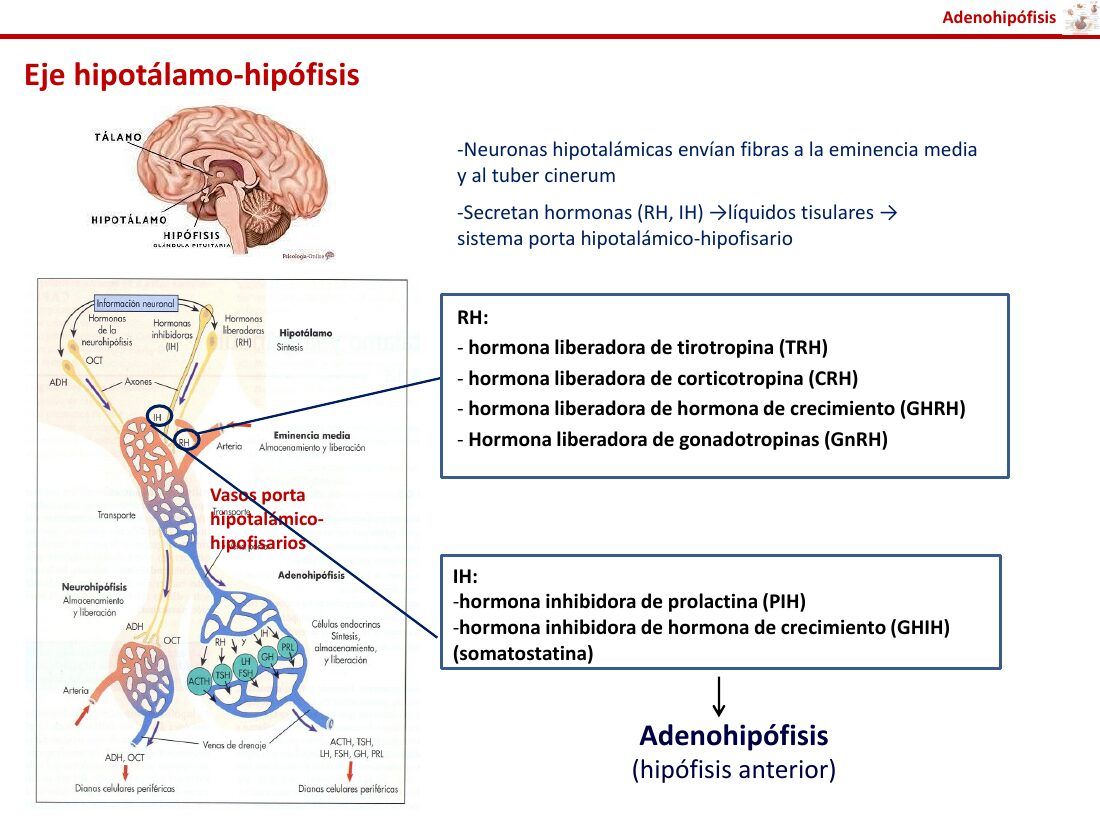 Adenohipófisis
Eje hipotálamo-hipófisis
TÁLAMO
HIPOTÁLAMO
HIPÓFISIS
GLÁNDULA PITUITARIA
Psicología-Online
-Neuronas hipotalámicas envían fibras a la eminencia media
y al tuber cinerum
-Secretan hormonas (RH, IH) →líquidos tisulares →
sistema porta hipotalámico-hipofisario
Información neuronal
Hormonas
de la
neurohipófisis
Hormonas
inhibidoras
(IH)
Hormonas
liberadoras
(RH)
Hipotálamo
Síntesis
OCT
ADH
Axones
IH
RH
Arteria
Eminencia media
Almacenamiento y liberación
Transporte
Transporte
Vasos porta
hipotalámico-
hipofisarios
Adenohipófisis
Neurohipófisis
Almacenamiento
y liberación
ADH
OCT
Células endocrinas
Síntesis,
almacenamiento,
y liberación
RH y IH
ACTH
TSH
LH
FSH
GH
PRL
Arteria
Venas de drenaje
ADH, OCT
ACTH, TSH,
LH, FSH, GH, PRL
Dianas celulares periféricas
Dianas celulares periféricas
RH:
- hormona liberadora de tirotropina (TRH)
- hormona liberadora de corticotropina (CRH)
- hormona liberadora de hormona de crecimiento (GHRH)
- Hormona liberadora de gonadotropinas (GnRH)
IH:
-hormona inhibidora de prolactina (PIH)
-hormona inhibidora de hormona de crecimiento (GHIH)
(somatostatina)
Adenohipófisis
(hipófisis anterior)